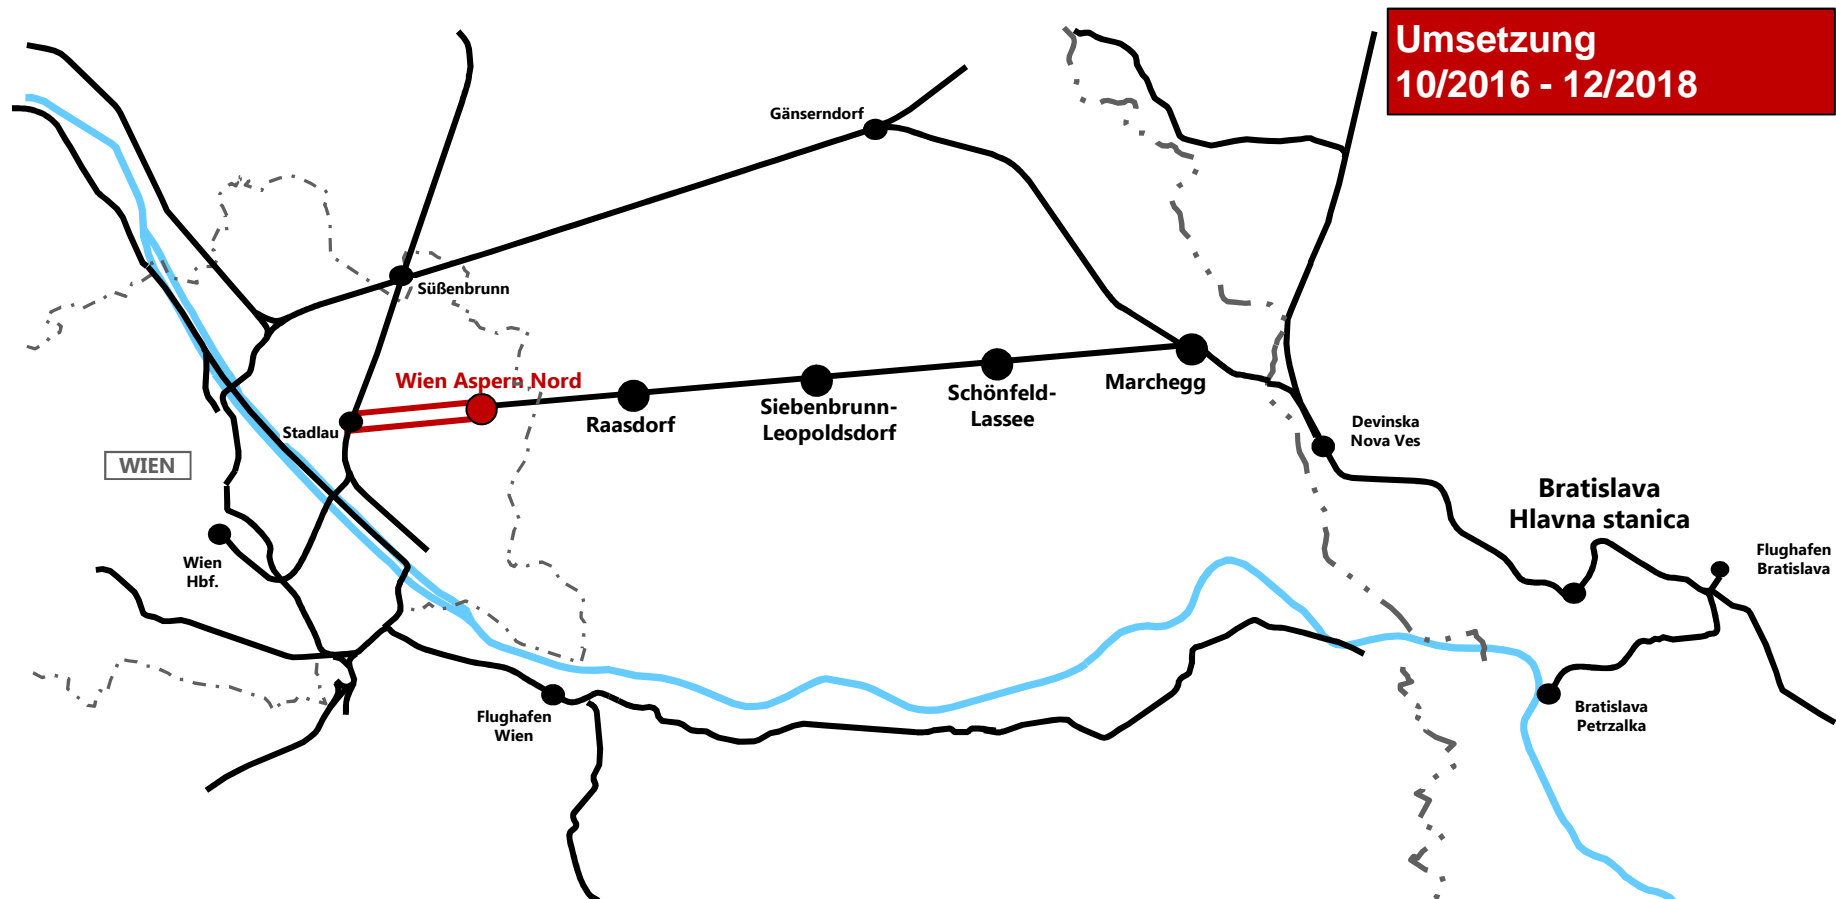 Umsetzung
10/2016 - 12/2018
Gänserndorf
Süßenbrunn
Wien Aspern Nord
Stadlau
Raasdorf
Siebenbrunn-
Leopoldsdorf
Schönfeld-
Lassee
Marchegg
Devinska
Nova Ves
WIEN
Bratislava
Hlavna stanica
Wien
Hbf.
Flughafen
Bratislava
Flughafen
Wien
Bratislava
Petrzalka